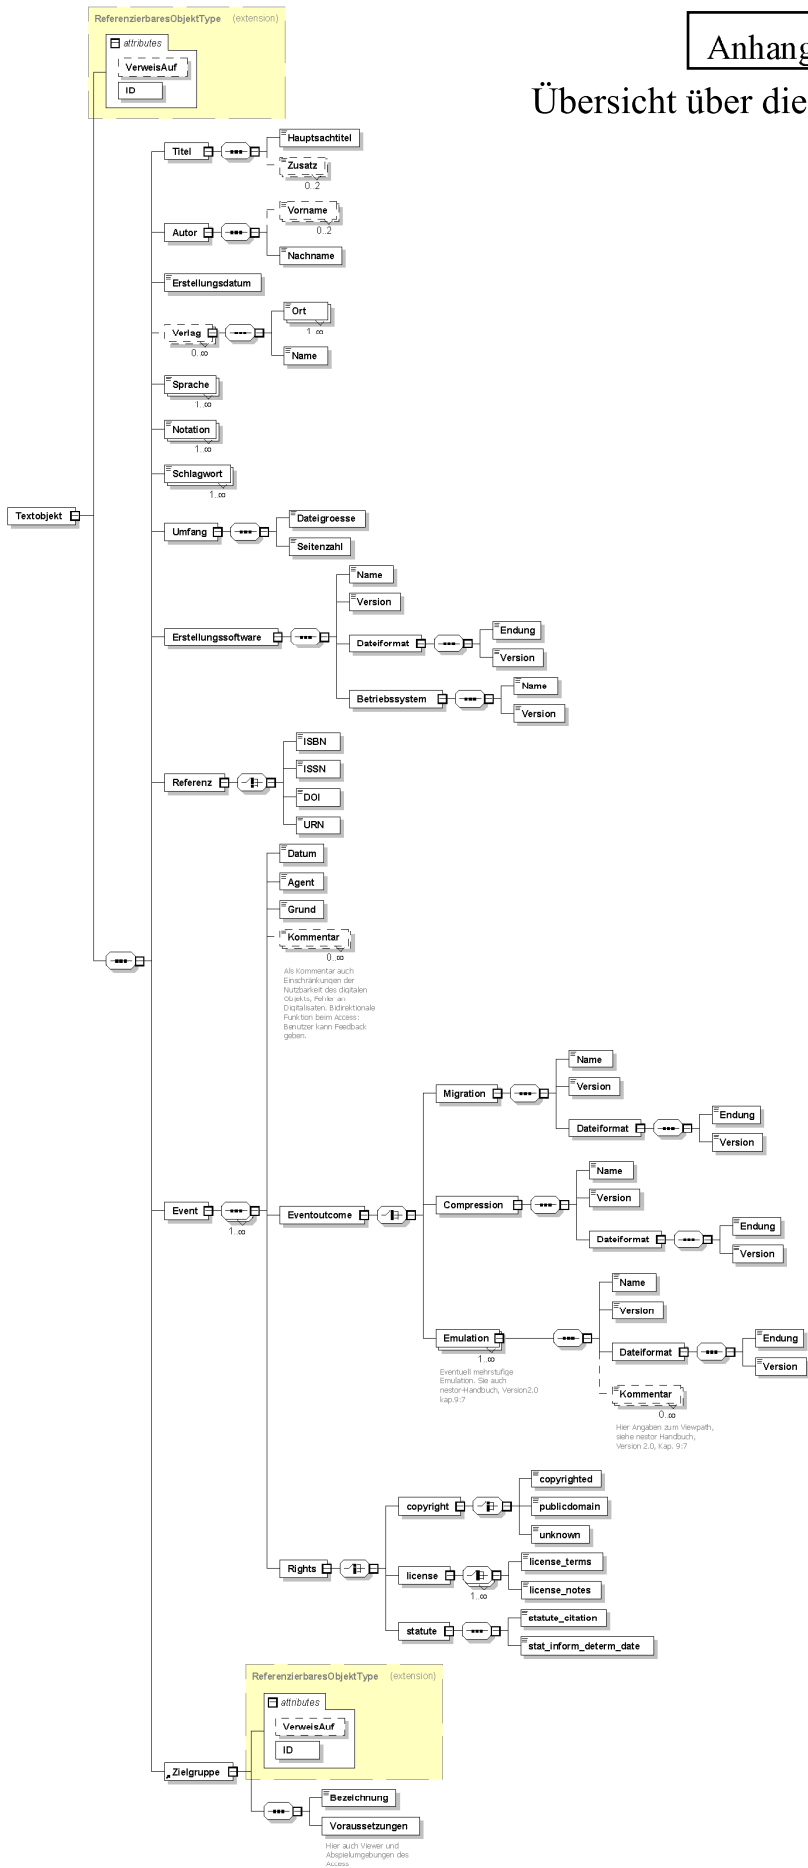 ReferenzierbaresObjektType (extension)
attributes
VerweisAuf
ID
Anhang
Übersicht über die
Titel
Hauptsachtitel
Zusatz
0..2
Autor
Vorname
0..2
Nachname
Erstellungsdatum
Verlag
0..∞
Ort
1..∞
Name
Sprache
1..∞
Notation
1..∞
Schlagwort
1..∞
Textobjekt
Umfang
Dateigroesse
Seitenzahl
Erstellungssoftware
Name
Version
Dateiformat
Endung
Version
Betriebssystem
Name
Version
Referenz
ISBN
ISSN
DOI
URN
Datum
Agent
Grund
Kommentar
0..∞
Als Kommentar auch
Einschränkungen der
Nutzbarkeit des digitalen
Objekts, Fehler an
Digitalisaten. Bidirektionale
Funktion beim Access:
Benutzer kann Feedback
geben.
Event
1..∞
Eventoutcome
Migration
Name
Version
Dateiformat
Endung
Version
Compression
Name
Version
Dateiformat
Endung
Version
Emulation
1..∞
Eventuell mehrstufige
Emulation. Sie auch
nestor-Handbuch, Version2.0
kap.9:7
Name
Version
Dateiformat
Endung
Version
Kommentar
0..∞
Hier Angaben zum Viewpath,
siehe nestor Handbuch,
Version 2.0, Kap. 9:7
Rights
copyright
copyrighted
publicdomain
unknown
license
1..∞
license_terms
license_notes
statute
statute_citation
stat_inform_determ_date
ReferenzierbaresObjektType (extension)
attributes
VerweisAuf
ID
Zielgruppe
Bezeichnung
Voraussetzungen
Hier auch Viewer und
Abspielumgebungen des
Access